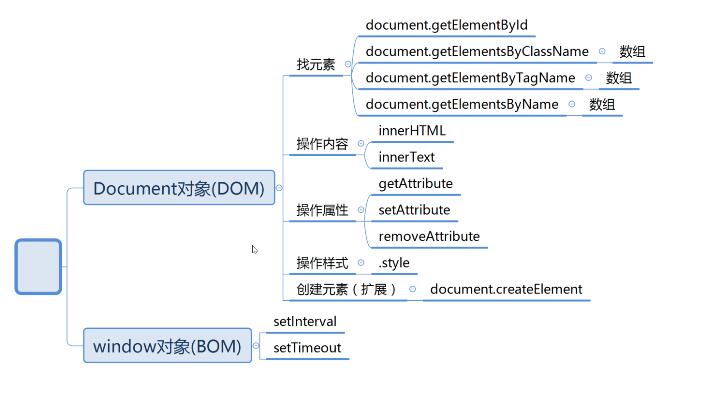 Document对象(DOM)
找元素
document.getElementById
document.getElementsByClassName
数组
document.getElementByTagName
数组
document.getElementsByName
数组
操作内容
innerHTML
innerText
操作属性
getAttribute
setAttribute
removeAttribute
操作样式
.style
创建元素（扩展）
document.createElement
window对象(BOM)
setInterval
setTimeout